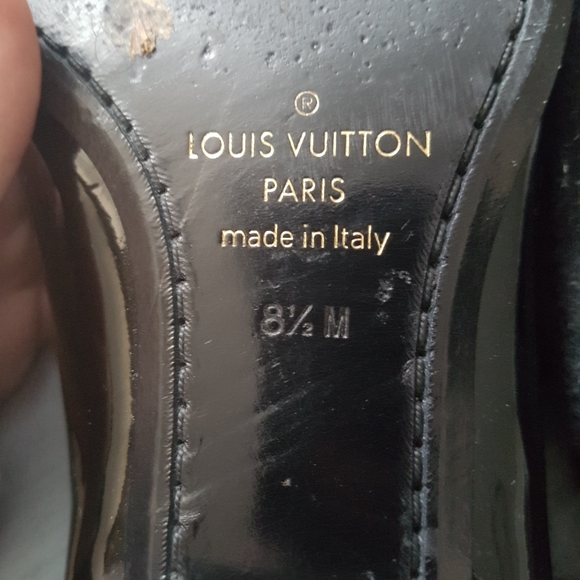 ®
LOUIS VUITTON
PARIS
made in Italy
8½ M